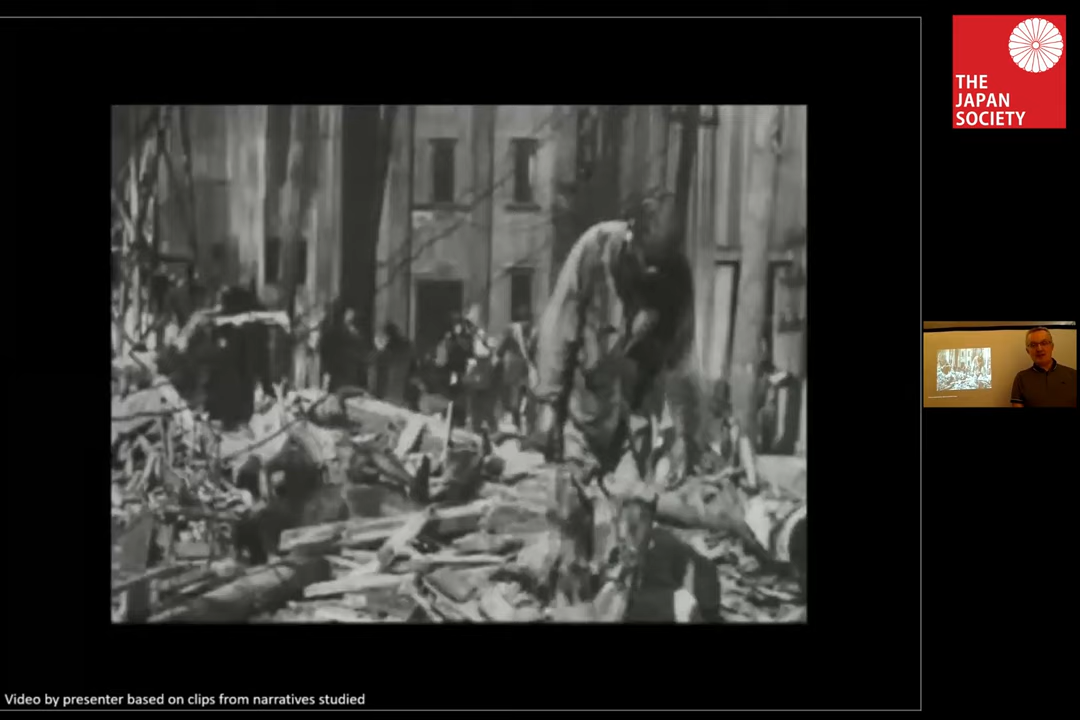 THE
JAPAN
SOCIETY
Video by presenter based on clips from narratives studied